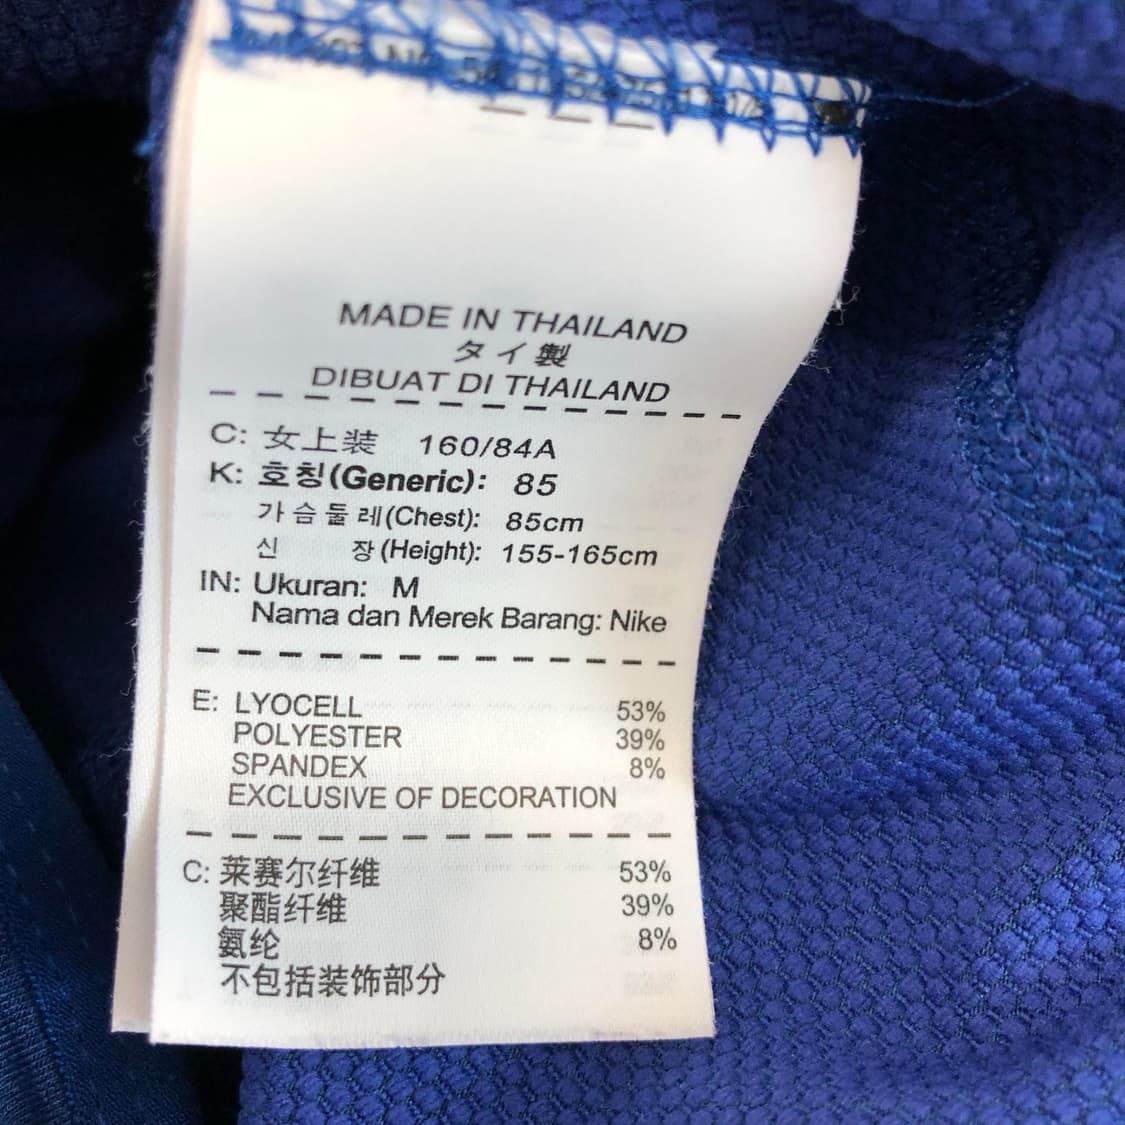 MADE IN THAILAND
タイ製
DIBUAT DI THAILAND
C: 女上装 160/84A
K: 호칭(Generic): 85
가슴둘레(Chest): 85cm
신 장(Height): 155-165cm
IN: Ukuran: M
Nama dan Merek Barang: Nike
E: LYOCELL 53%
POLYESTER 39%
SPANDEX 8%
EXCLUSIVE OF DECORATION
C: 莱赛尔纤维 53%
聚酯纤维 39%
氨纶 8%
不包括装饰部分